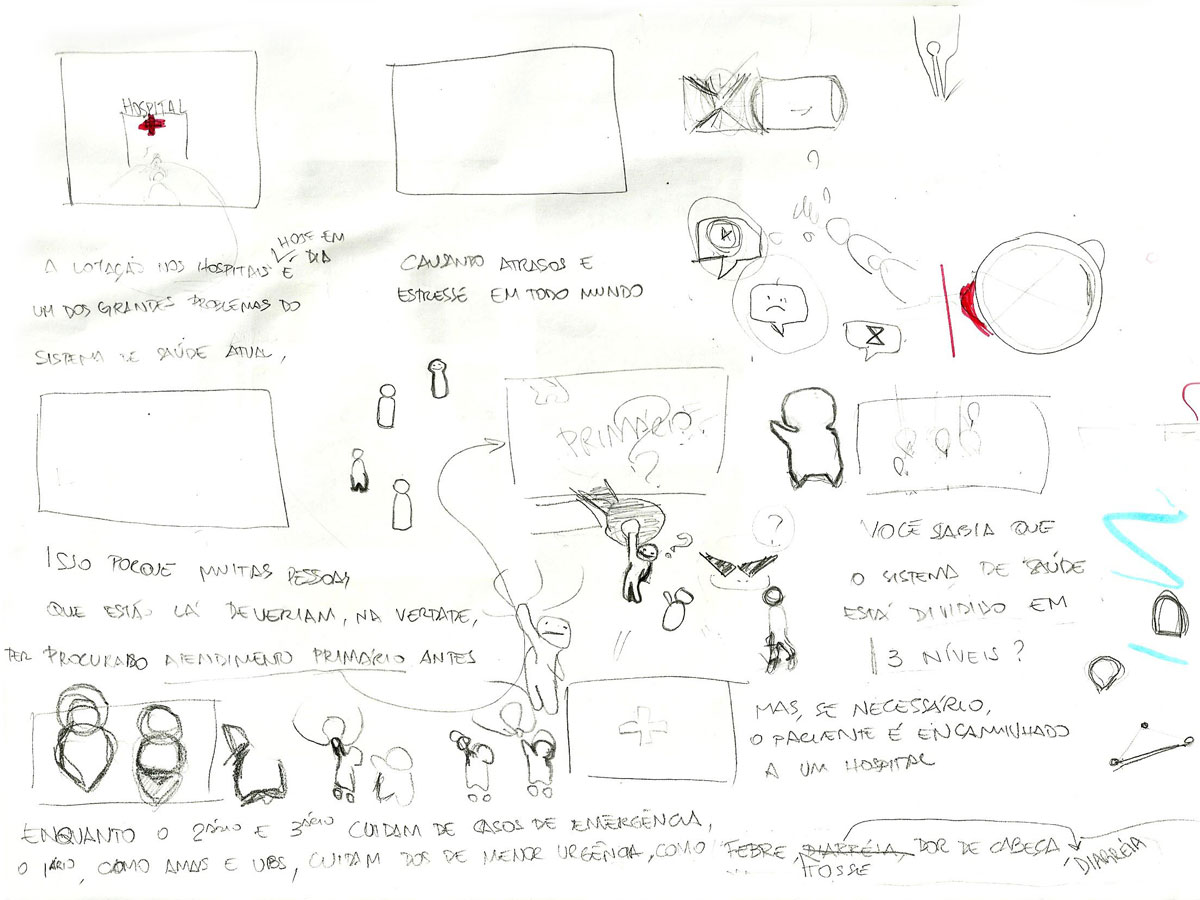 HOSPITAL
HOJE EM
DIA
A LOTAÇÃO NOS HOSPITAIS É
UM DOS GRANDES PROBLEMAS DO
SISTEMA DE SAÚDE ATUAL,
CAUSANTO ATRASOS E
ESTRESSE EM TODO MUNDO
PRIMÁRIO?
?
ISSO PORQUE MUITAS PESSOAS
QUE ESTÃO LÁ DEVERIAM, NA VERDADE,
TER PROCURADO ATENDIMENTO PRIMÁRIO ANTES
VOCÊ SABIA QUE
O SISTEMA DE SAÚDE
ESTÁ DIVIDIDO EM
3 NÍVEIS?
MAS, SE NECESSÁRIO,
O PACIENTE É ENCAMINHADO
A UM HOSPITAL
ENQUANTO O 2ÁRIO E 3ÁRIO CUIDAM DE CASOS DE EMERGÊNCIA,
O 1ÁRIO, COMO AMAS E UBS, CUIDAM DOS DE MENOR URGÊNCIA, COMO FEBRE, DIARRÉIA, DOR DE CABEÇA
TOSSE
DIARRÉIA